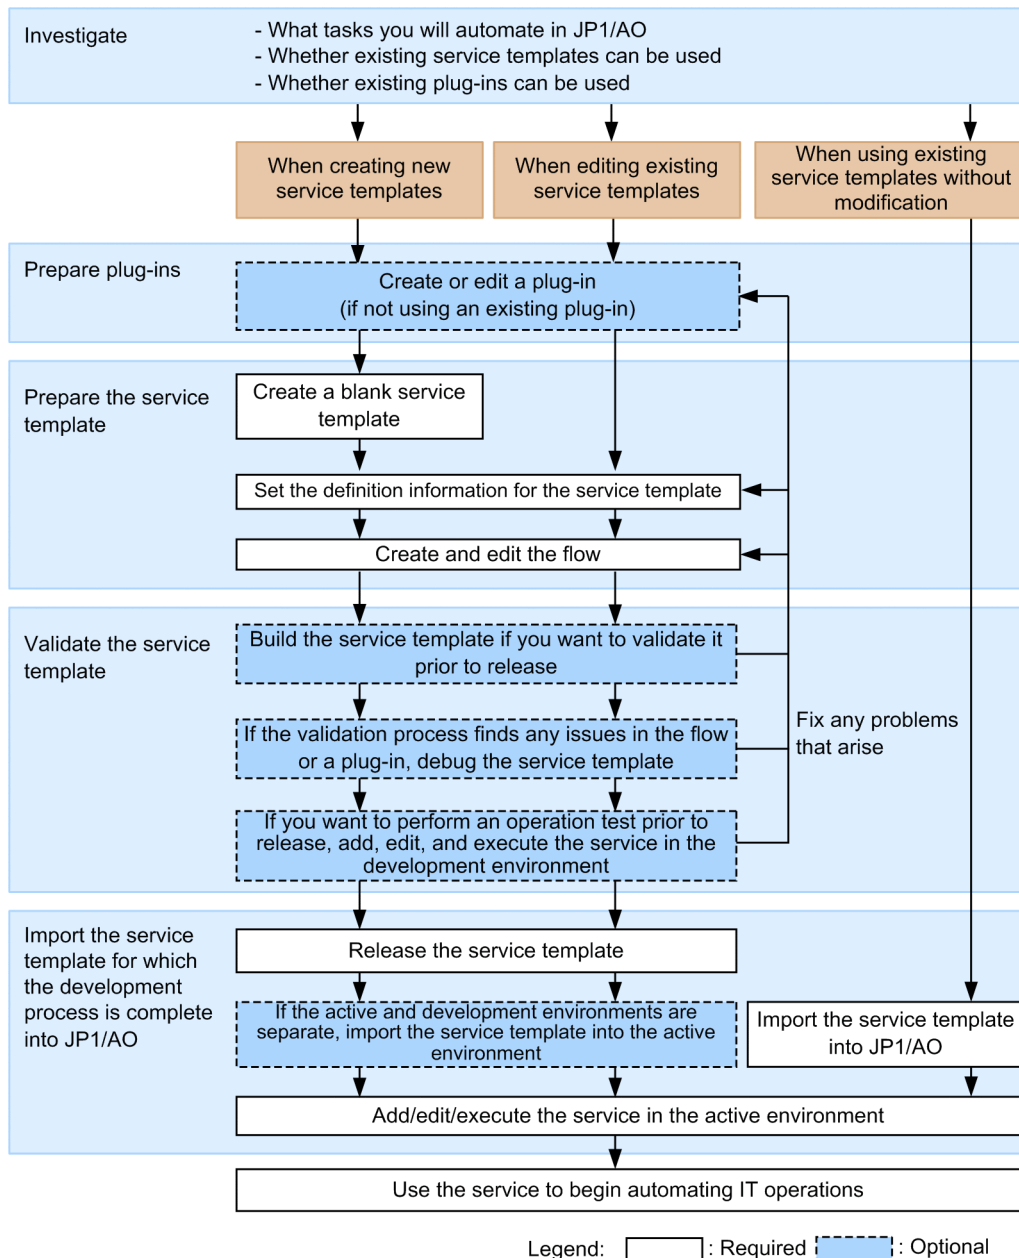 Investigate
- What tasks you will automate in JP1/AO
- Whether existing service templates can be used
- Whether existing plug-ins can be used
When creating new
service templates
When editing existing
service templates
When using existing
service templates without
modification
Prepare plug-ins
Create or edit a plug-in
(if not using an existing plug-in)
Prepare the service
template
Create a blank service
template
Set the definition information for the service template
Create and edit the flow
Validate the service
template
Build the service template if you want to validate it
prior to release
If the validation process finds any issues in the flow
or a plug-in, debug the service template
If you want to perform an operation test prior to
release, add, edit, and execute the service in the
development environment
Fix any problems
that arise
Import the service
template for which
the development
process is complete
into JP1/AO
Release the service template
If the active and development environments are
separate, import the service template into the active
environment
Import the service template
into JP1/AO
Add/edit/execute the service in the active environment
Use the service to begin automating IT operations
Legend: : Required : Optional